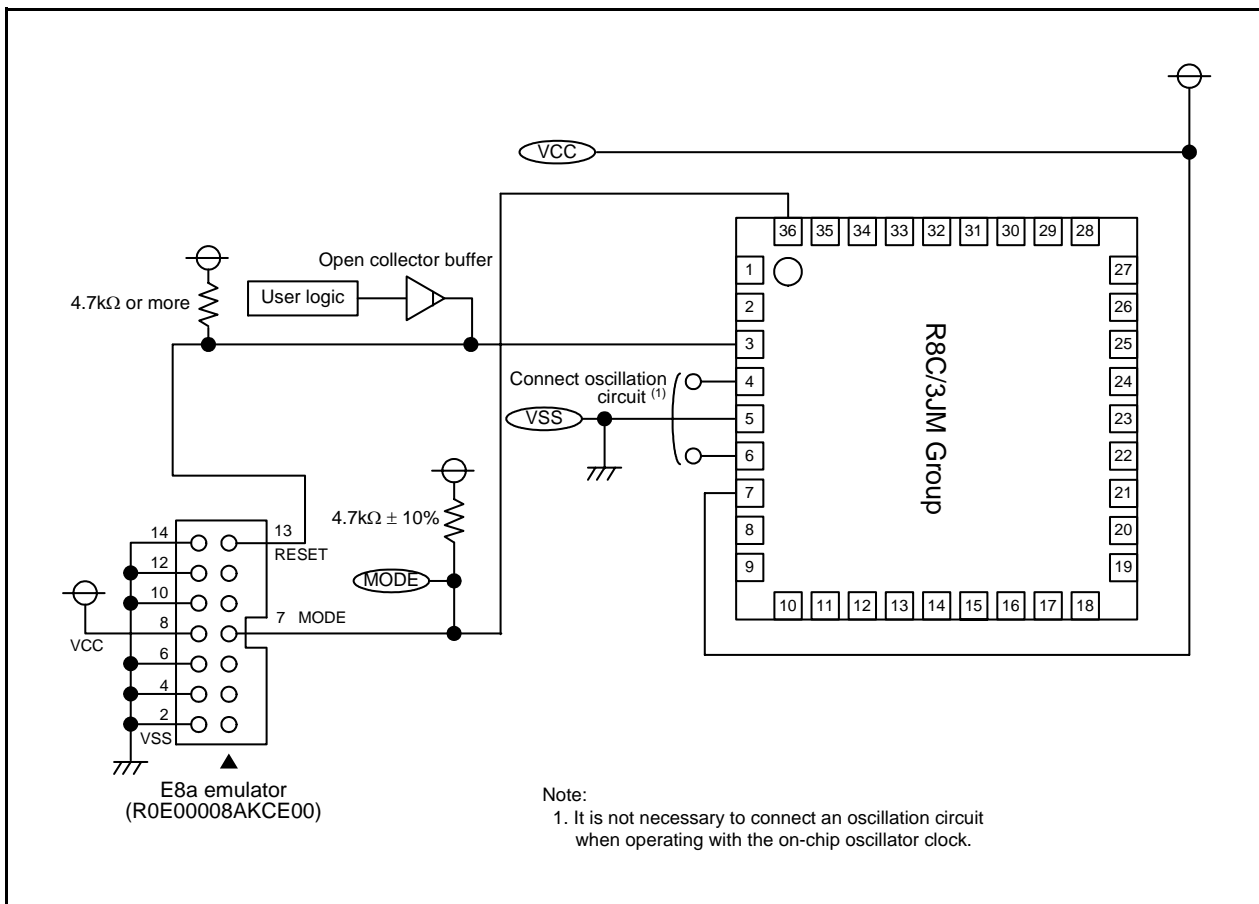 VCC
36 35 34 33 32 31 30 29 28
1
2
3
4
5
6
7
8
9
27
26
25
24
23
22
21
20
19
10 11 12 13 14 15 16 17 18
R8C/3JM Group
Open collector buffer
User logic
4.7kΩ or more
Connect oscillation
circuit (1)
VSS
4.7kΩ ± 10%
MODE
14
13
RESET
12
10
8
VCC
7 MODE
6
4
2
VSS
E8a emulator
(R0E00008AKCE00)
Note:
1. It is not necessary to connect an oscillation circuit
when operating with the on-chip oscillator clock.